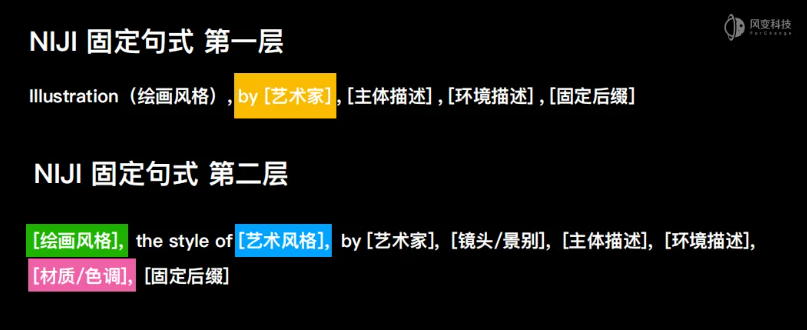 风变科技
ForChange
NIJI 固定句式 第一层
Illustration（绘画风格）, by [艺术家] , [主体描述] , [环境描述] , [固定后缀]
NIJI 固定句式 第二层
[绘画风格], the style of [艺术风格], by [艺术家], [镜头/景别], [主体描述], [环境描述],
[材质/色调], [固定后缀]